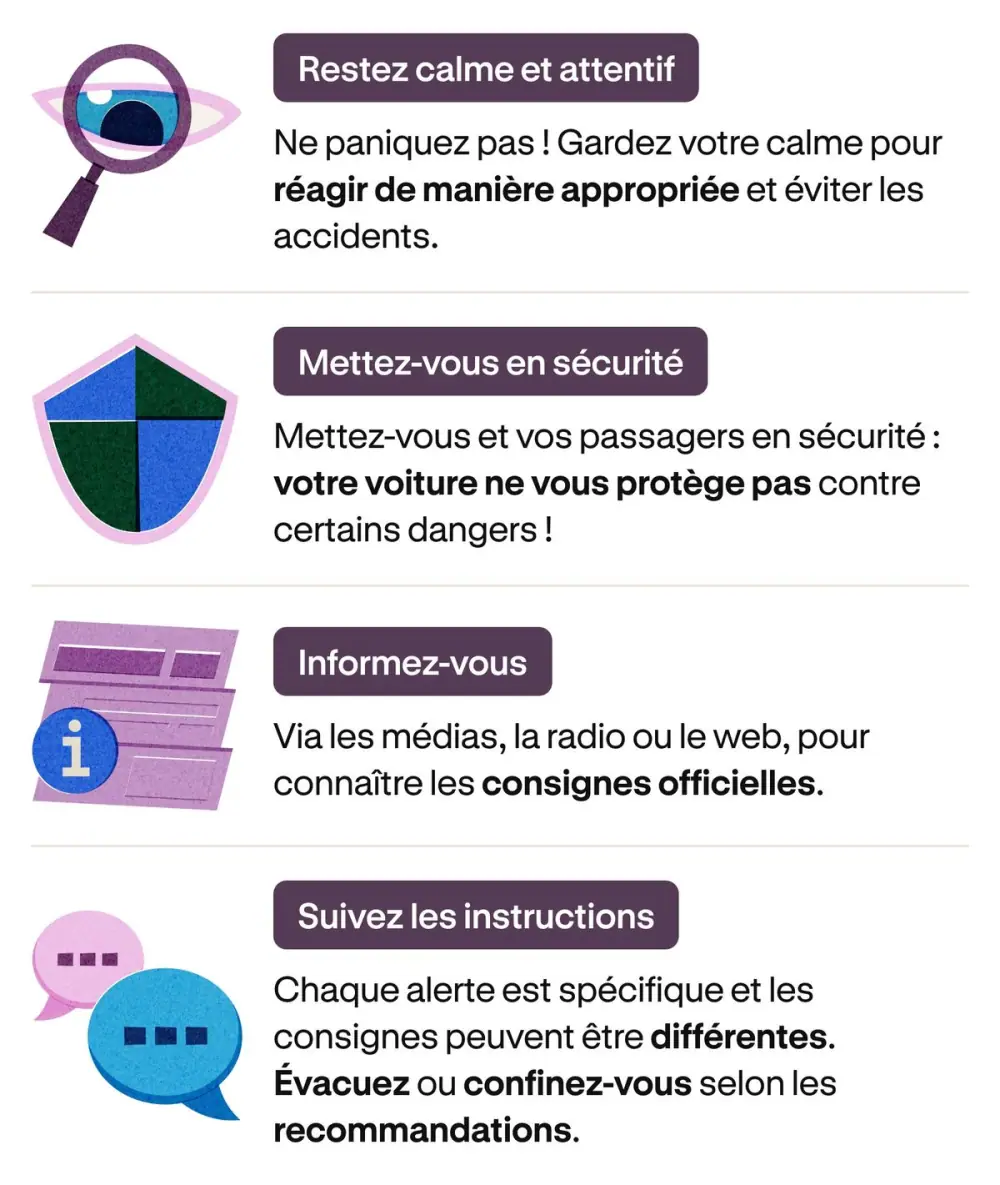 Restez calme et attentif
Ne paniquez pas ! Gardez votre calme pour
réagir de manière appropriée et éviter les
accidents.
Mettez-vous en sécurité
Mettez-vous et vos passagers en sécurité :
votre voiture ne vous protège pas contre
certains dangers !
Informez-vous
Via les médias, la radio ou le web, pour
connaître les consignes officielles.
Suivez les instructions
Chaque alerte est spécifique et les
consignes peuvent être différentes.
Évacuez ou confinez-vous selon les
recommandations.